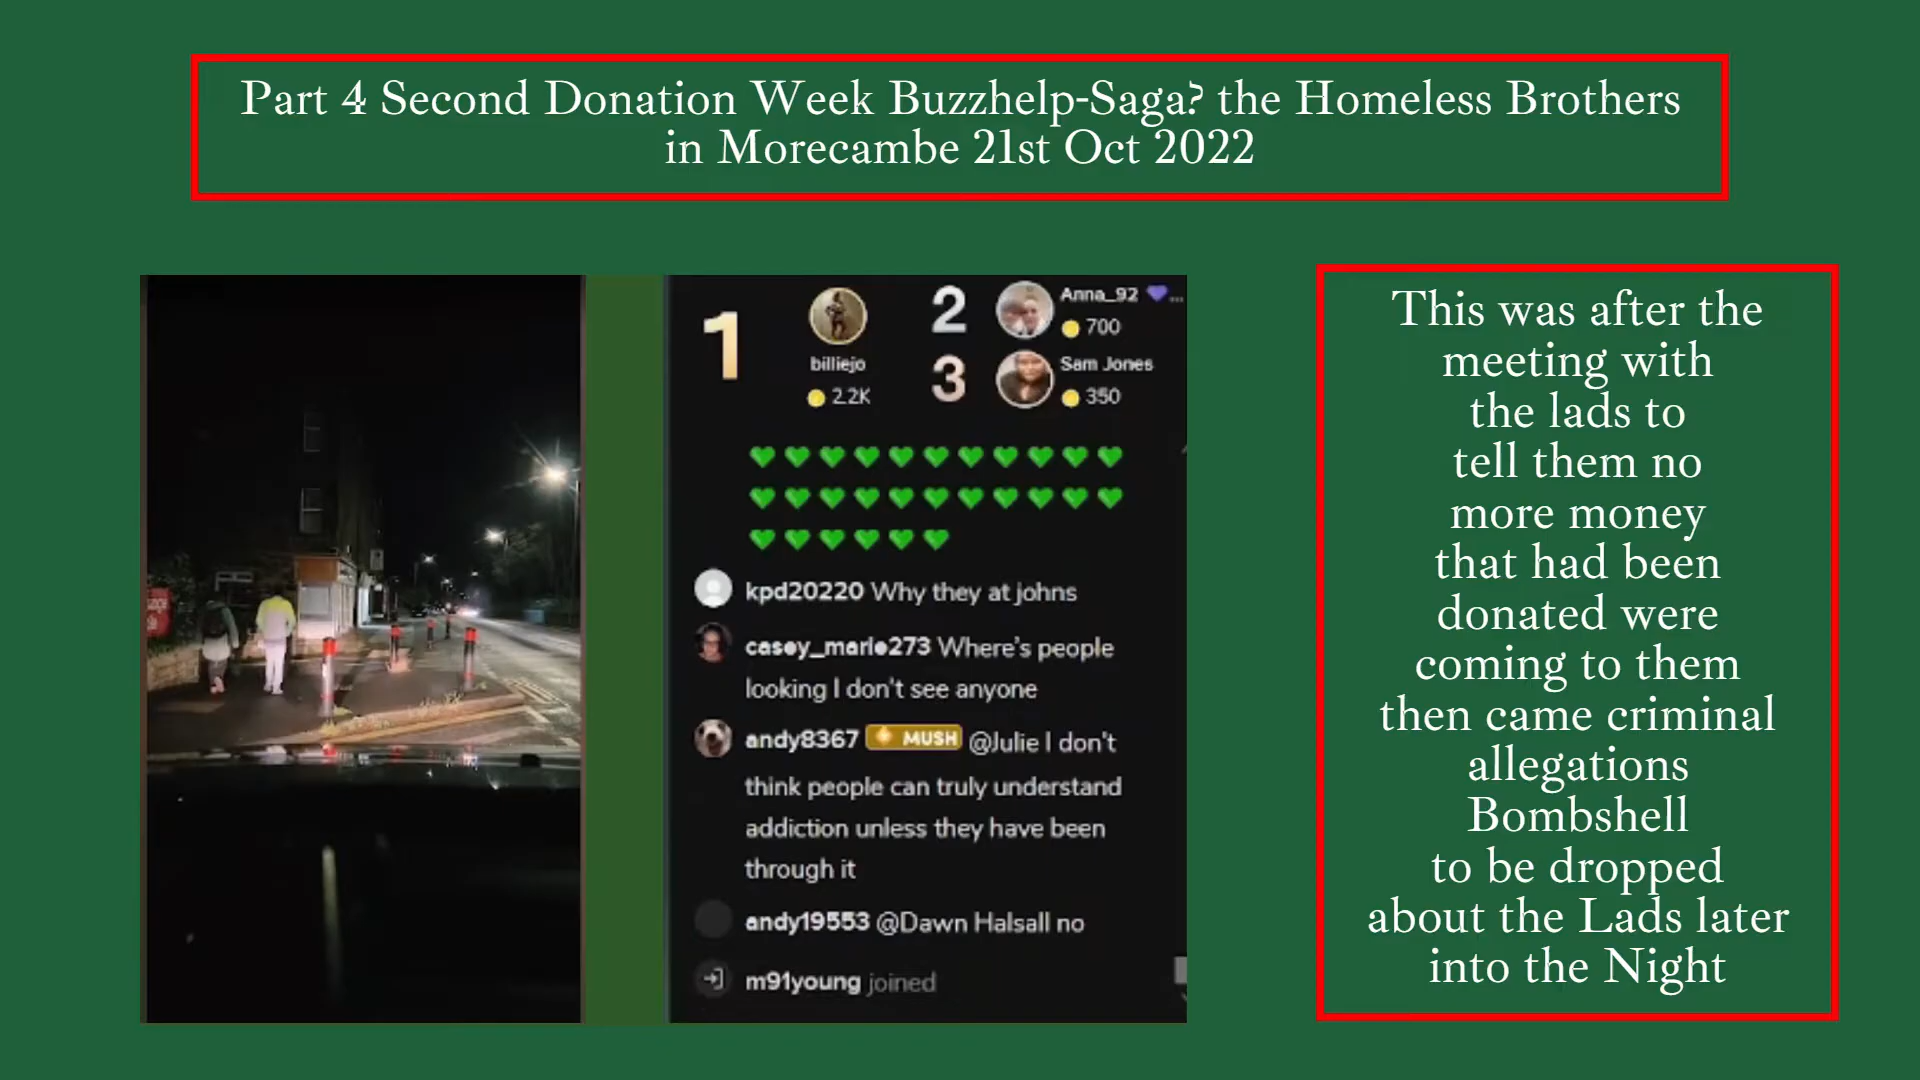 Part 4 Second Donation Week Buzzhelp-Saga? the Homeless Brothers
in Morecambe 21st Oct 2022
1
billiejo
2.2K
2
Anna_92 💜...
700
3
Sam Jones
350
💚💚💚💚💚💚💚💚💚💚💚
💚💚💚💚💚💚💚💚💚💚💚
💚💚💚💚💚💚
kpd20220 Why they at johns
casey_marie273 Where's people
looking I don't see anyone
andy8367 MUSH @Julie I don't
think people can truly understand
addiction unless they have been
through it
andy19553 @Dawn Halsall no
m91young joined
This was after the
meeting with
the lads to
tell them no
more money
that had been
donated were
coming to them
then came criminal
allegations
Bombshell
to be dropped
about the Lads later
into the Night